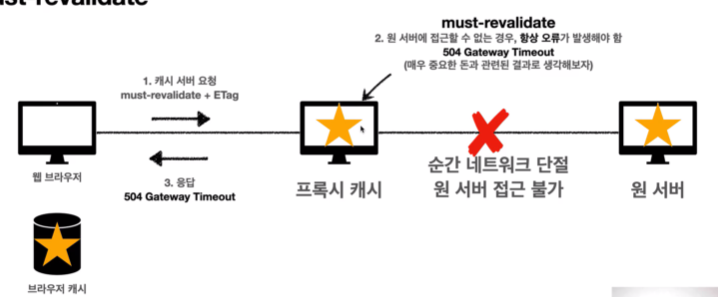 must-revalidate
must-revalidate
2. 원 서버에 접근할 수 없는 경우, 항상 오류가 발생해야 함
504 Gateway Timeout
(매우 중요한 돈과 관련된 결과로 생각해보자)
1. 캐시 서버 요청
must-revalidate + ETag
웹 브라우저
3. 응답
504 Gateway Timeout
프록시 캐시
순간 네트워크 단절
원 서버 접근 불가
원 서버
브라우저 캐시